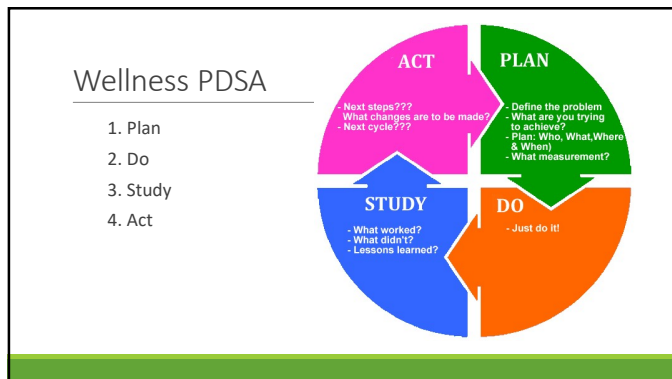 Wellness PDSA
1. Plan
2. Do
3. Study
4. Act
ACT
- Next steps???
What changes are to be made?
- Next cycle???
PLAN
- Define the problem
- What are you trying
to achieve?
- Plan: Who, What,Where
& When)
- What measurement?
STUDY
- What worked?
- What didn't?
- Lessons learned?
DO
- Just do it!